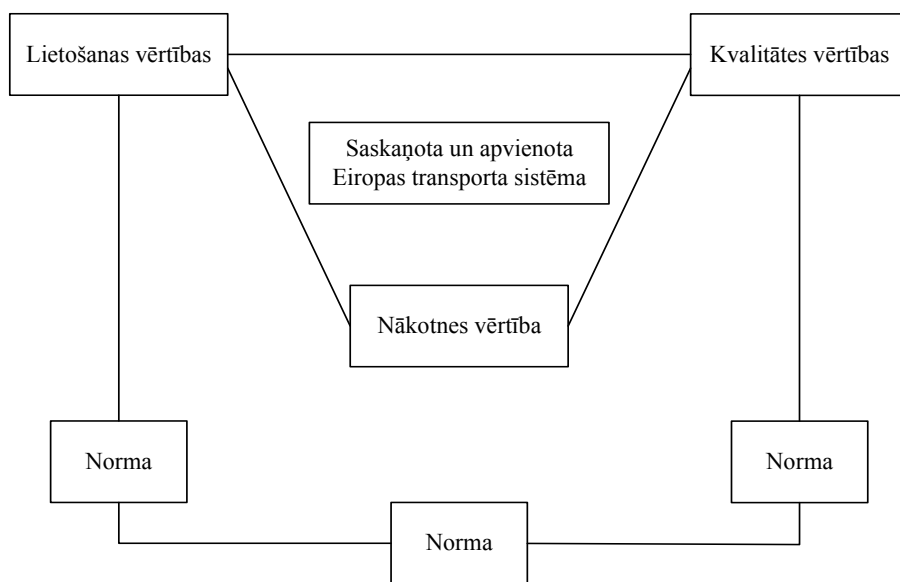 Lietošanas vērtības
Kvalitātes vērtības
Saskaņota un apvienota
Eiropas transporta sistēma
Nākotnes vērtība
Norma
Norma
Norma